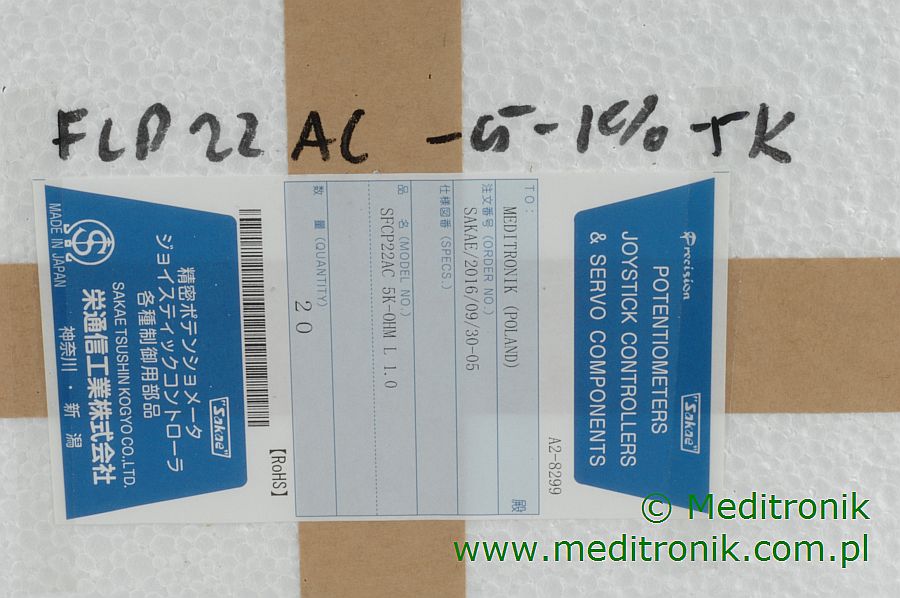 FCP 22 AC -5-1%-5K
Precision
POTENTIOMETERS
JOYSTICK CONTROLLERS
& SERVO COMPONENTS
"Sakae"
A2-8299
TO: MEDITRONIK (POLAND) 殿
注文番号 (ORDER NO.)
SAKAE/2016/09/30-05
仕様図番 (SPECS.)
品 名 (MODEL NO.)
SFCP22AC 5K-OHM L 1.0
数 量 (QUANTITY)
20
【RoHS】
"Sakae"
精密ポテンショメータ
ジョイスティックコントローラ
各種制御用部品
MADE IN JAPAN
SAKAE TSUSHIN KOGYO CO.,LTD.
栄通信工業株式会社
神奈川・新潟
© Meditronik
www.meditronik.com.pl